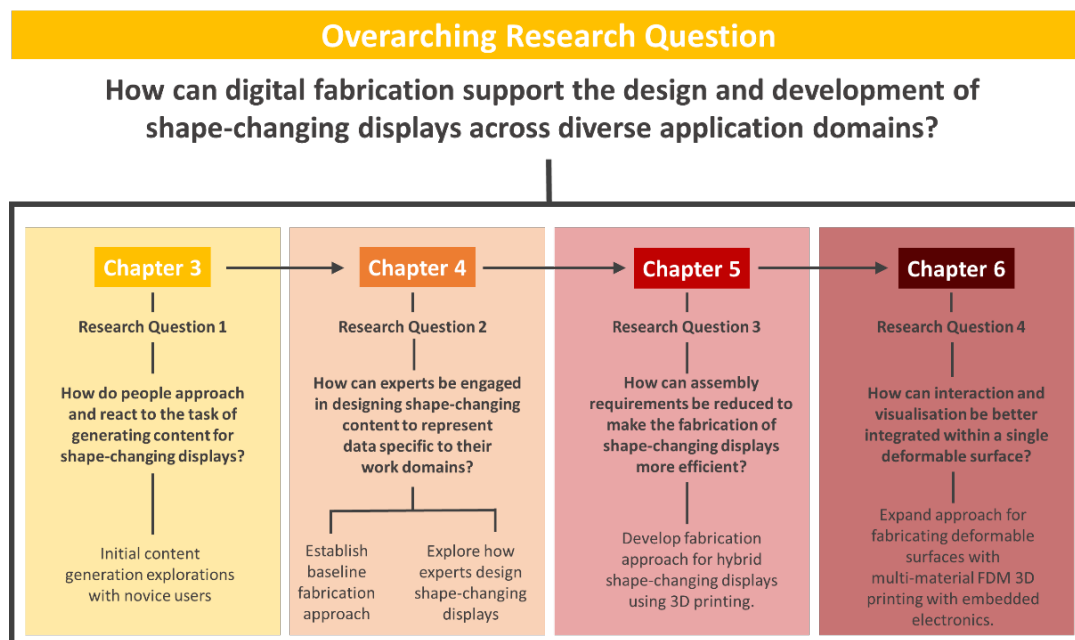 Overarching Research Question
How can digital fabrication support the design and development of
shape-changing displays across diverse application domains?
Chapter 3
Research Question 1
How do people approach
and react to the task of
generating content for
shape-changing displays?
Initial content
generation explorations
with novice users
Chapter 4
Research Question 2
How can experts be engaged
in designing shape-changing
content to represent
data specific to their
work domains?
Establish
baseline
fabrication
approach
Explore how
experts design
shape-changing
displays
Chapter 5
Research Question 3
How can assembly
requirements be reduced to
make the fabrication of
shape-changing displays
more efficient?
Develop fabrication
approach for hybrid
shape-changing displays
using 3D printing.
Chapter 6
Research Question 4
How can interaction and
visualisation be better
integrated within a single
deformable surface?
Expand approach for
fabricating deformable
surfaces with
multi-material FDM 3D
printing with embedded
electronics.